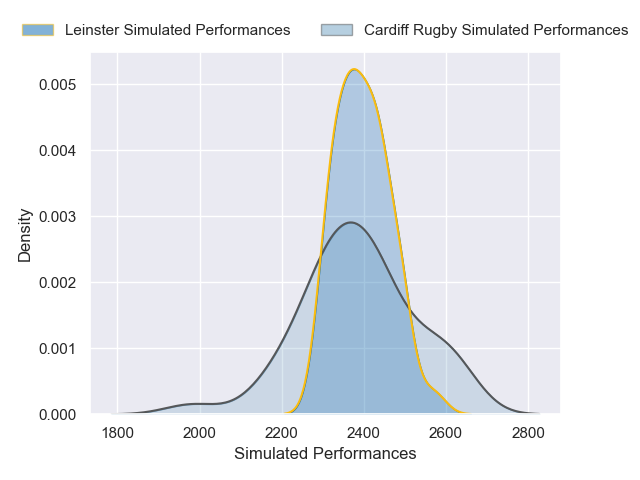 Leinster Simulated Performances Cardiff Rugby Simulated Performances
0.005
0.004
0.003
0.002
0.001
0.000
Density
1800 2000 2200 2400 2600 2800
Simulated Performances